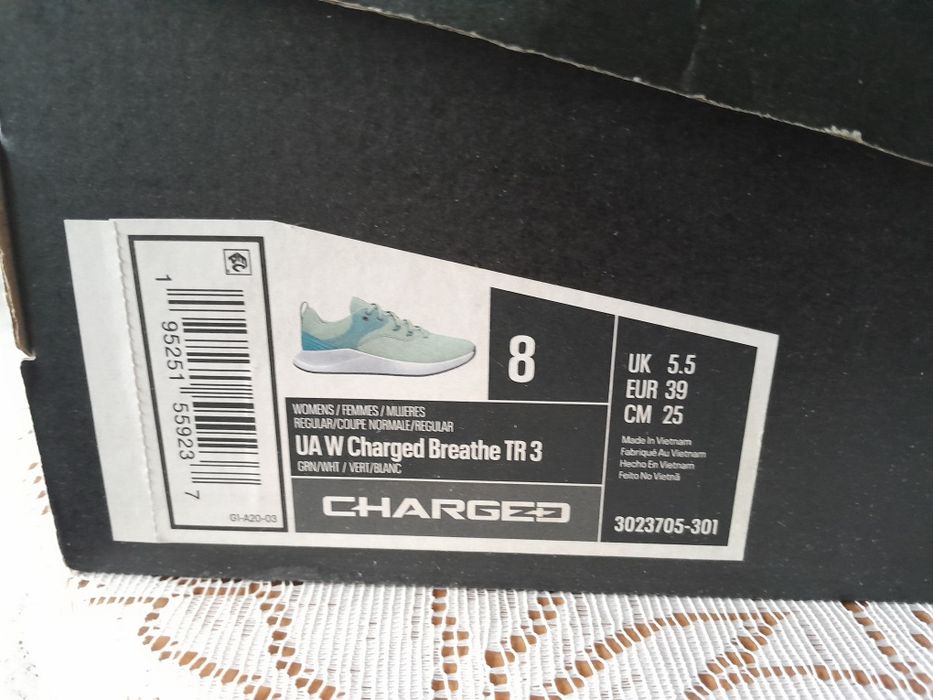 1 95251 55923 7
GI-A20-03
8
WOMENS / FEMMES / MUJERES
REGULAR/COUPE NORMALE/REGULAR
UA W Charged Breathe TR 3
GRN/WHT / VERT/BLANC
CHARGED
UK 5.5
EUR 39
CM 25
Made In Vietnam
Fabriqué Au Vietnam
Hecho En Vietnam
Feito No Vietnã
3023705-301